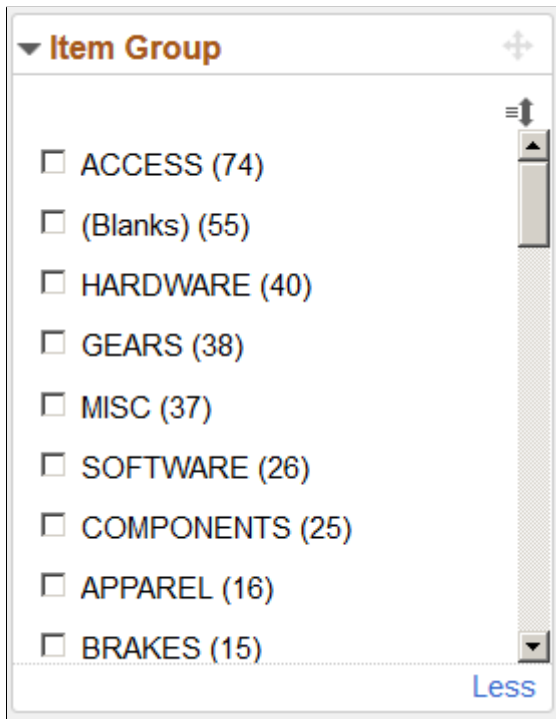 Item Group
ACCESS (74)
(Blanks) (55)
HARDWARE (40)
GEARS (38)
MISC (37)
SOFTWARE (26)
COMPONENTS (25)
APPAREL (16)
BRAKES (15)
Less